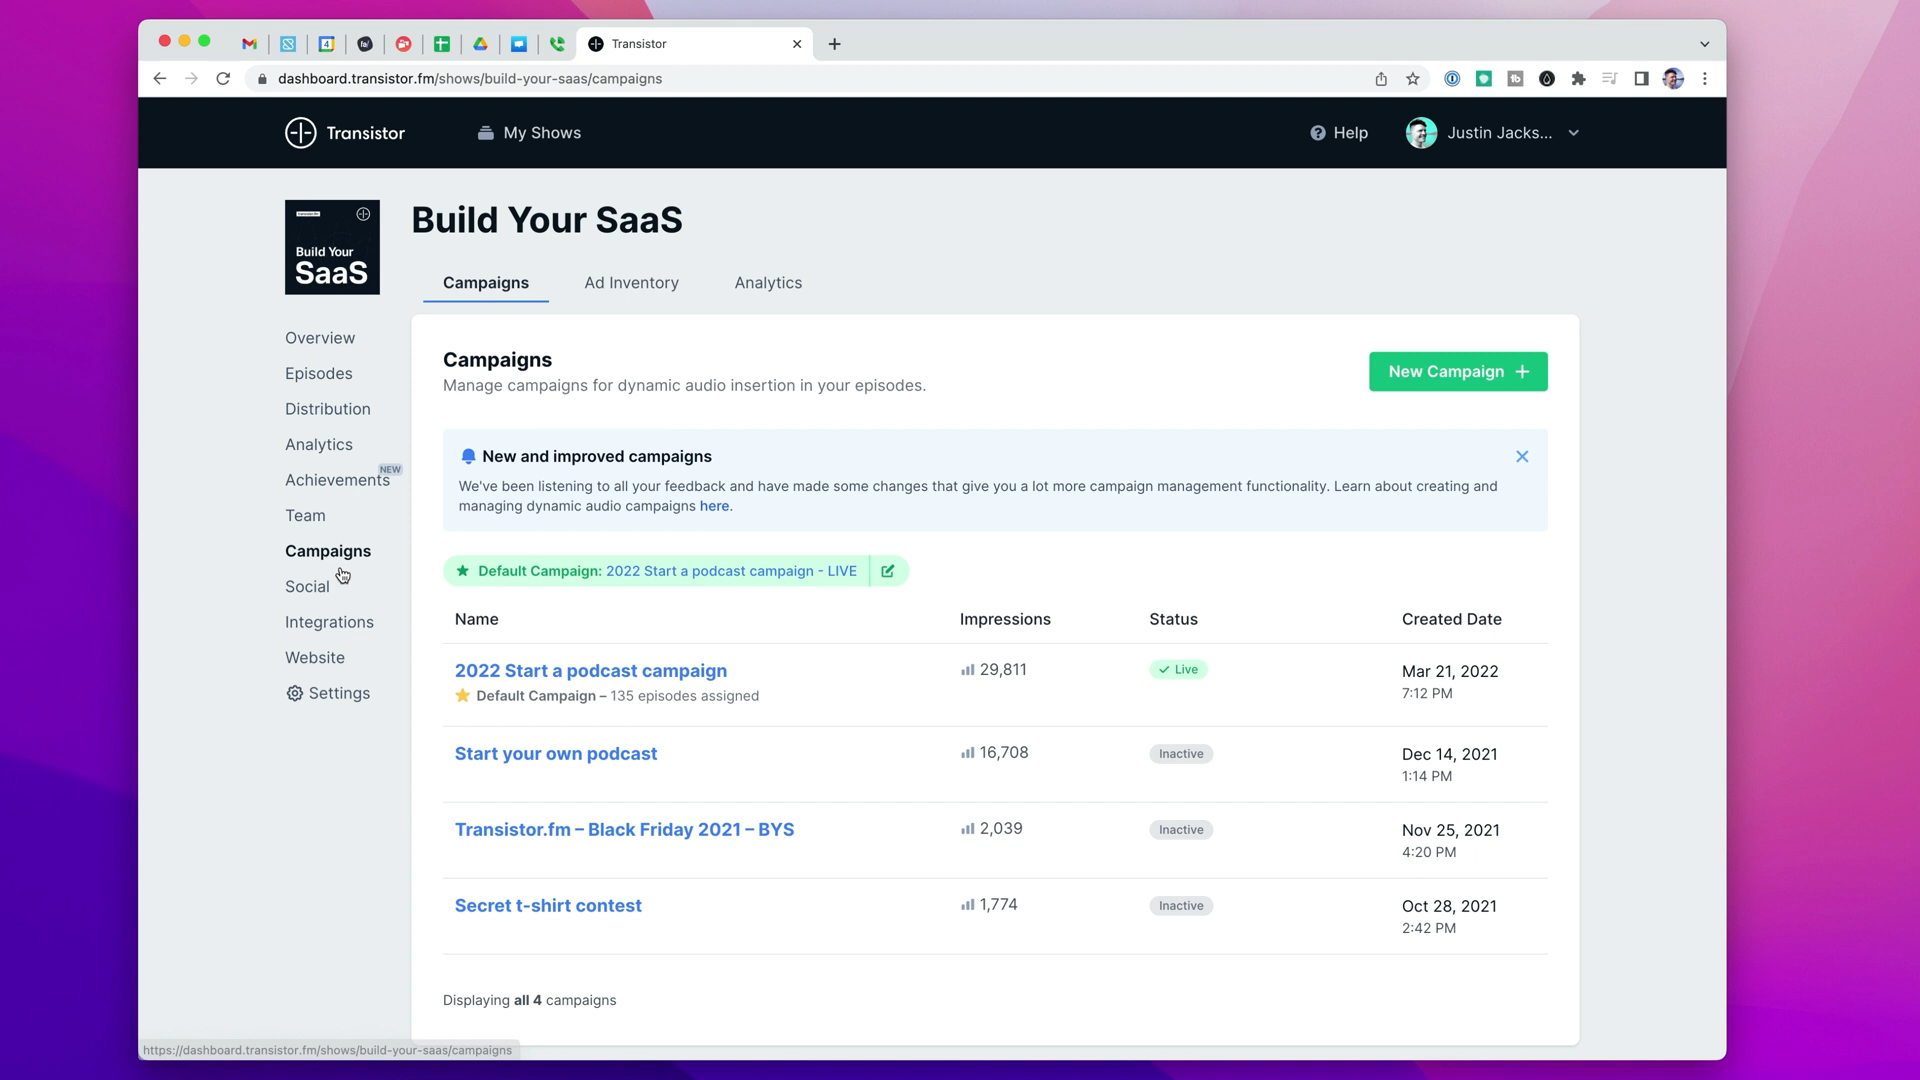 Transistor
dashboard.transistor.fm/shows/build-your-saas/campaigns
Transistor
My Shows
Help
Justin Jacks...
Build Your
SaaS
Build Your SaaS
Campaigns
Ad Inventory
Analytics
Overview
Episodes
Distribution
Analytics
Achievements NEW
Team
Campaigns
Social
Integrations
Website
Settings
Campaigns
Manage campaigns for dynamic audio insertion in your episodes.
New Campaign +
New and improved campaigns
We've been listening to all your feedback and have made some changes that give you a lot more campaign management functionality. Learn about creating and
managing dynamic audio campaigns here.
Default Campaign: 2022 Start a podcast campaign - LIVE
Name Impressions Status Created Date
2022 Start a podcast campaign 29,811 Live Mar 21, 2022
Default Campaign – 135 episodes assigned 7:12 PM
Start your own podcast 16,708 Inactive Dec 14, 2021
1:14 PM
Transistor.fm – Black Friday 2021 – BYS 2,039 Inactive Nov 25, 2021
4:20 PM
Secret t-shirt contest 1,774 Inactive Oct 28, 2021
2:42 PM
Displaying all 4 campaigns
https://dashboard.transistor.fm/shows/build-your-saas/campaigns